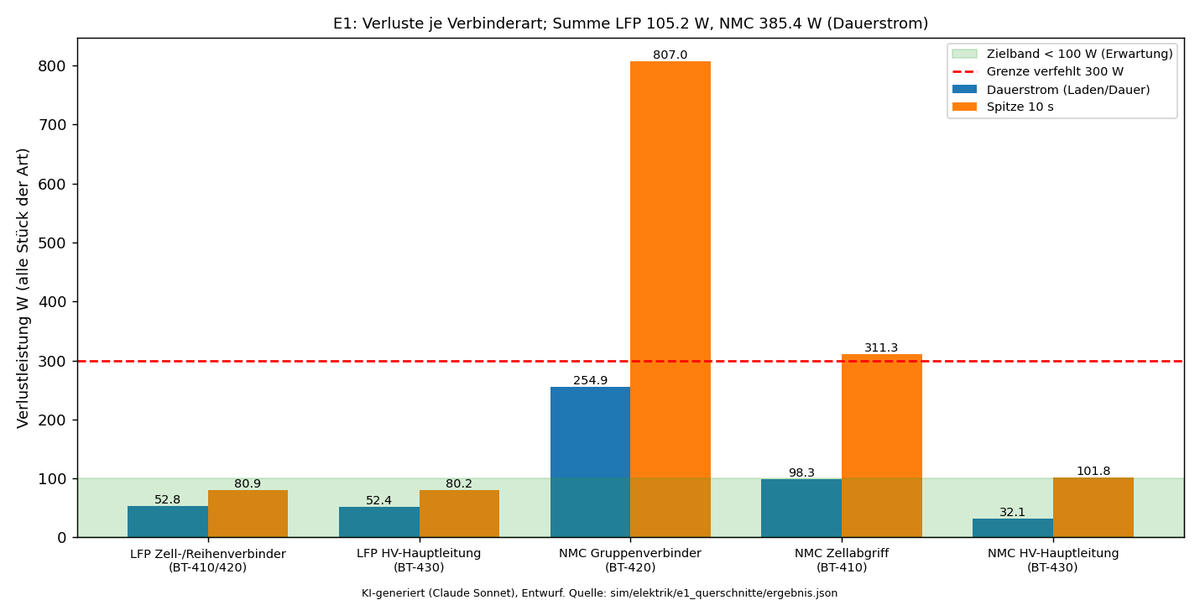 E1: Verluste je Verbinderart; Summe LFP 105.2 W, NMC 385.4 W (Dauerstrom)
Verlustleistung W (alle Stück der Art)
800
700
600
500
400
300
200
100
0
Zielband < 100 W (Erwartung)
Grenze verfehlt 300 W
Dauerstrom (Laden/Dauer)
Spitze 10 s
52.8
80.9
52.4
80.2
254.9
807.0
98.3
311.3
32.1
101.8
LFP Zell-/Reihenverbinder
(BT-410/420)
LFP HV-Hauptleitung
(BT-430)
NMC Gruppenverbinder
(BT-420)
NMC Zellabgriff
(BT-410)
NMC HV-Hauptleitung
(BT-430)
KI-generiert (Claude Sonnet), Entwurf. Quelle: sim/elektrik/e1_querschnitte/ergebnis.json